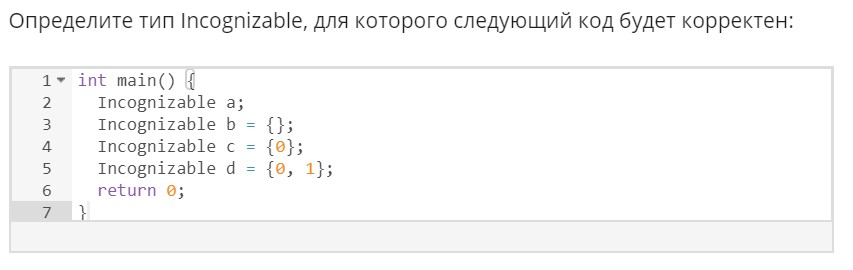 Определите тип Incognizable, для которого следующий код будет корректен:
1 int main() {
2 Incognizable a;
3 Incognizable b = {};
4 Incognizable c = {0};
5 Incognizable d = {0, 1};
6 return 0;
7 }